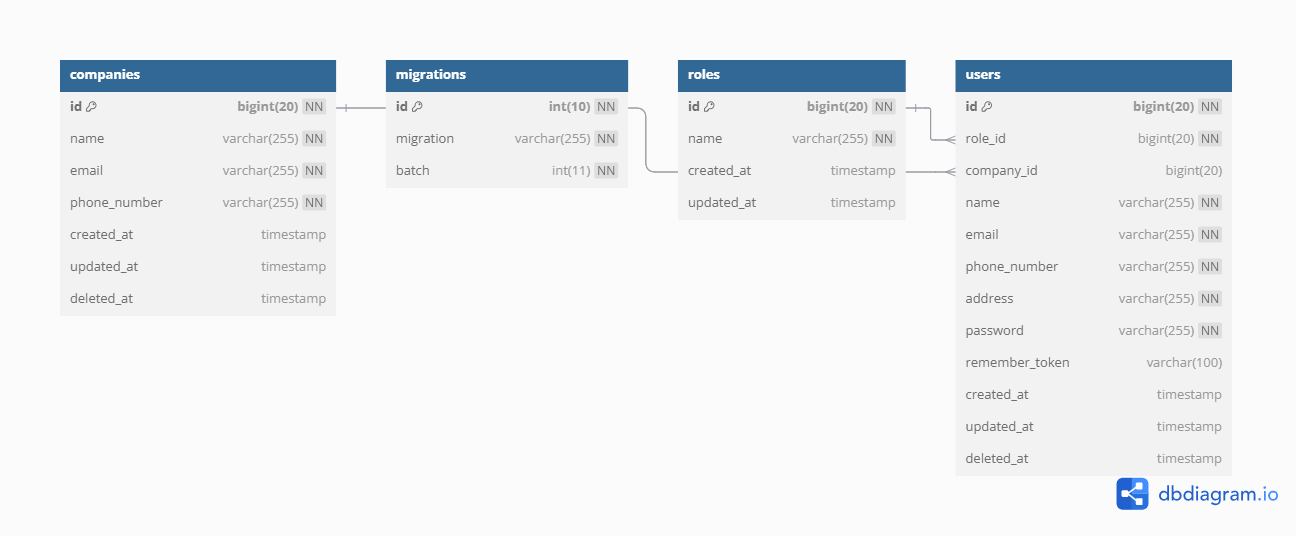 companies
id bigint(20) NN
name varchar(255) NN
email varchar(255) NN
phone_number varchar(255) NN
created_at timestamp
updated_at timestamp
deleted_at timestamp
migrations
id int(10) NN
migration varchar(255) NN
batch int(11) NN
roles
id bigint(20) NN
name varchar(255) NN
created_at timestamp
updated_at timestamp
users
id bigint(20) NN
role_id bigint(20) NN
company_id bigint(20)
name varchar(255) NN
email varchar(255) NN
phone_number varchar(255) NN
address varchar(255) NN
password varchar(255) NN
remember_token varchar(100)
created_at timestamp
updated_at timestamp
deleted_at timestamp
dbdiagram.io